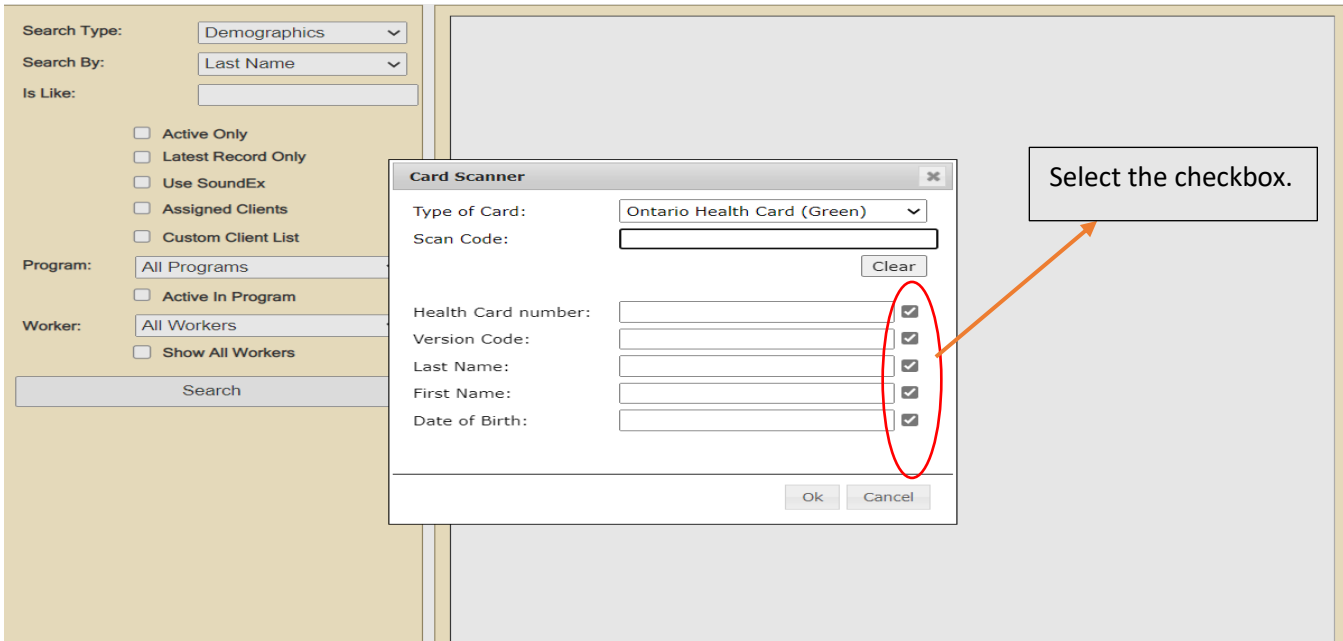 Search Type: Demographics
Search By: Last Name
Is Like:
Active Only
Latest Record Only
Use SoundEx
Assigned Clients
Custom Client List
Program: All Programs
Active In Program
Worker: All Workers
Show All Workers
Search
Card Scanner
Type of Card: Ontario Health Card (Green)
Scan Code:
Clear
Health Card number:
Version Code:
Last Name:
First Name:
Date of Birth:
Ok Cancel
Select the checkbox.